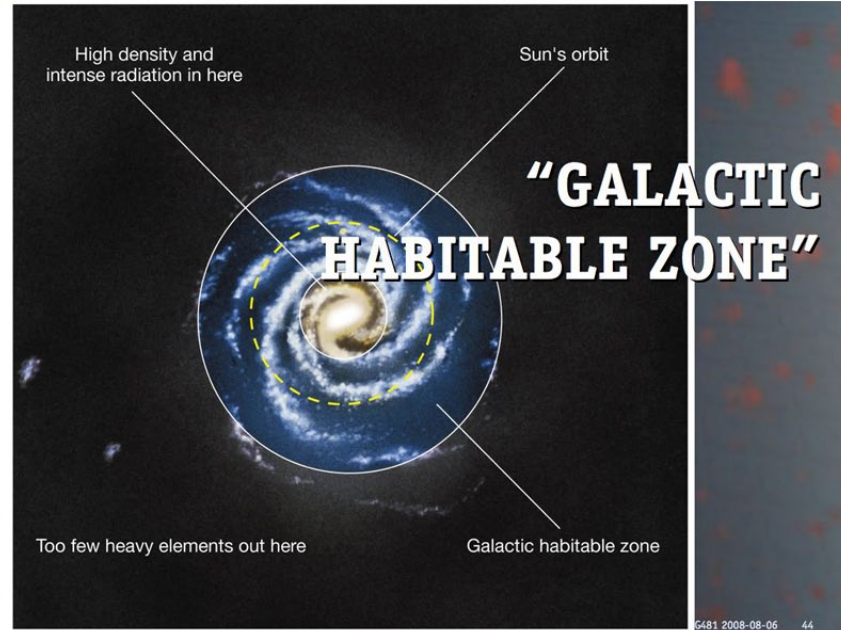 High density and
intense radiation in here
Sun's orbit
“GALACTIC
HABITABLE ZONE”
Too few heavy elements out here
Galactic habitable zone
G481 2008-08-06 44